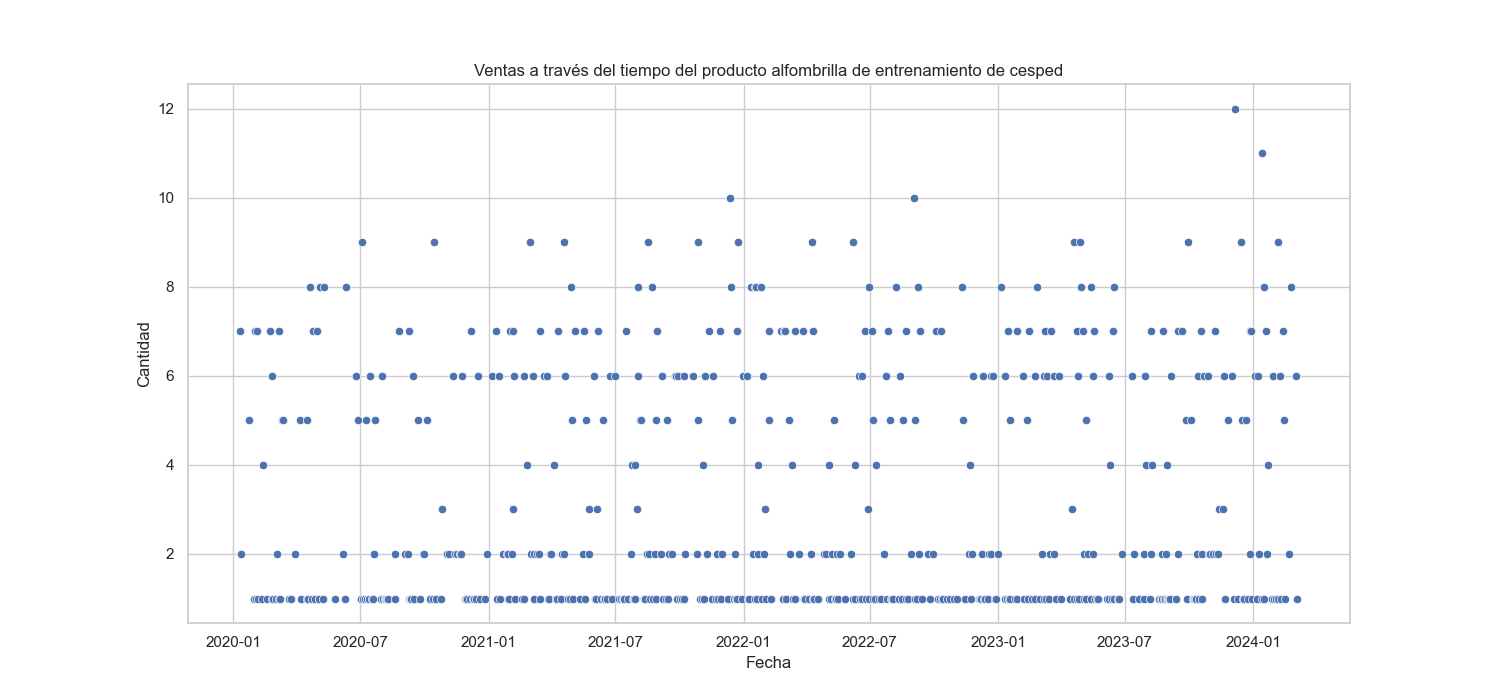 Ventas a través del tiempo del producto alfombrilla de entrenamiento de cesped
12
10
8
6
4
2
Cantidad
2020-01 2020-07 2021-01 2021-07 2022-01 2022-07 2023-01 2023-07 2024-01
Fecha